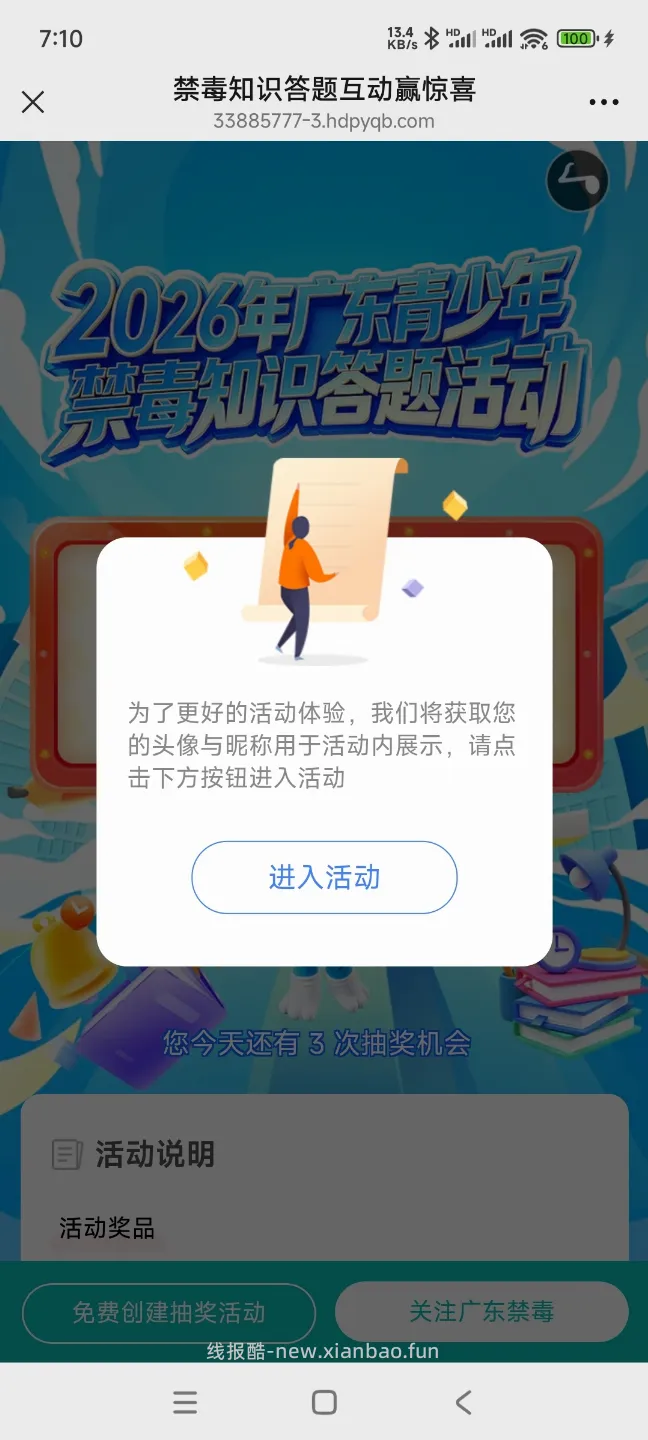 7:10
13.4 KB/s
HD
HD
6
100
禁毒知识答题互动赢惊喜
33885777-3.hdpyqb.com
2026年广东青少年
禁毒知识答题活动
为了更好的活动体验，我们将获取您
的头像与昵称用于活动内展示，请点
击下方按钮进入活动
进入活动
您今天还有 3 次抽奖机会
活动说明
活动奖品
免费创建抽奖活动
关注广东禁毒
线报酷-new.xianbao.fun